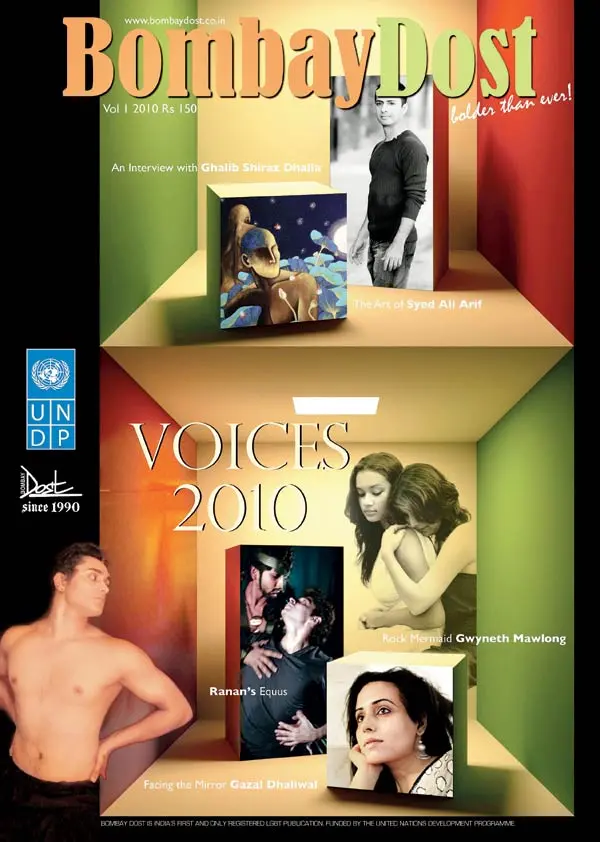 www.bombaydost.co.in
BombayDost
bolder than ever!
Vol 1 2010 Rs 150
An Interview with Ghalib Shiraz Dhalla
The Art of Syed Ali Arif
UN
DP
VOICES
2010
BOMBAY
Dost
since 1990
Rock Mermaid Gwyneth Mawlong
Ranan's Equus
Facing the Mirror Gazal Dhaliwal
BOMBAY DOST IS INDIA'S FIRST AND ONLY REGISTERED LGBT PUBLICATION. FUNDED BY THE UNITED NATIONS DEVELOPMENT PROGRAMME.